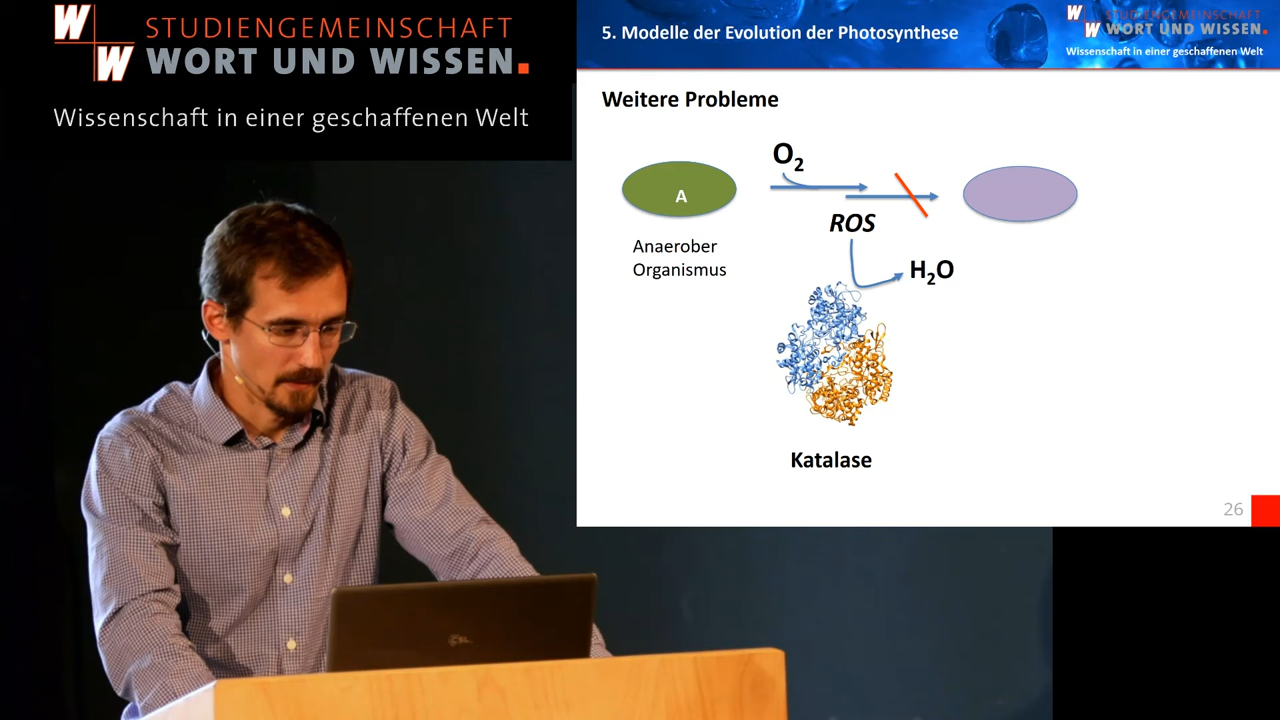 STUDIENGEMEINSCHAFT
WORT UND WISSEN.
Wissenschaft in einer geschaffenen Welt
5. Modelle der Evolution der Photosynthese
STUDIENGEMEINSCHAFT
WORT UND WISSEN.
Wissenschaft in einer geschaffenen Welt
Weitere Probleme
O2
A
ROS
Anaerober
Organismus
H2O
Katalase
26